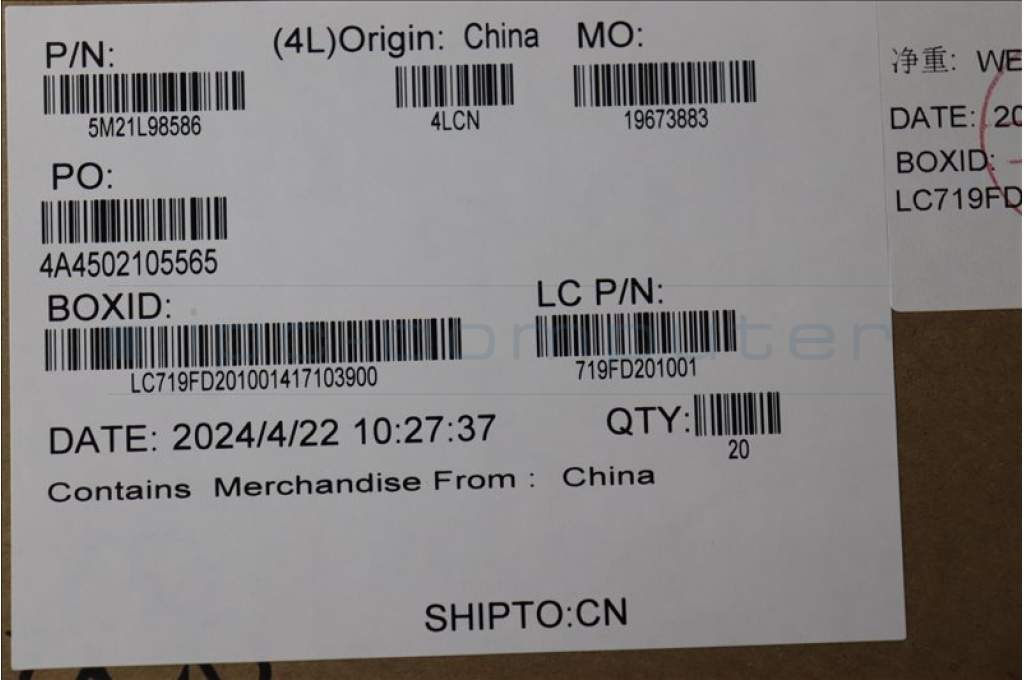 P/N: (4L)Origin: China MO:
5M21L98586 4LCN 19673883
PO:
4A4502105565
BOXID: LC P/N:
LC719FD201001417103900 719FD201001
DATE: 2024/4/22 10:27:37 QTY:
20
Contains Merchandise From : China
SHIPTO:CN
净重: WE
DATE: 20
BOXID:
LC719FD